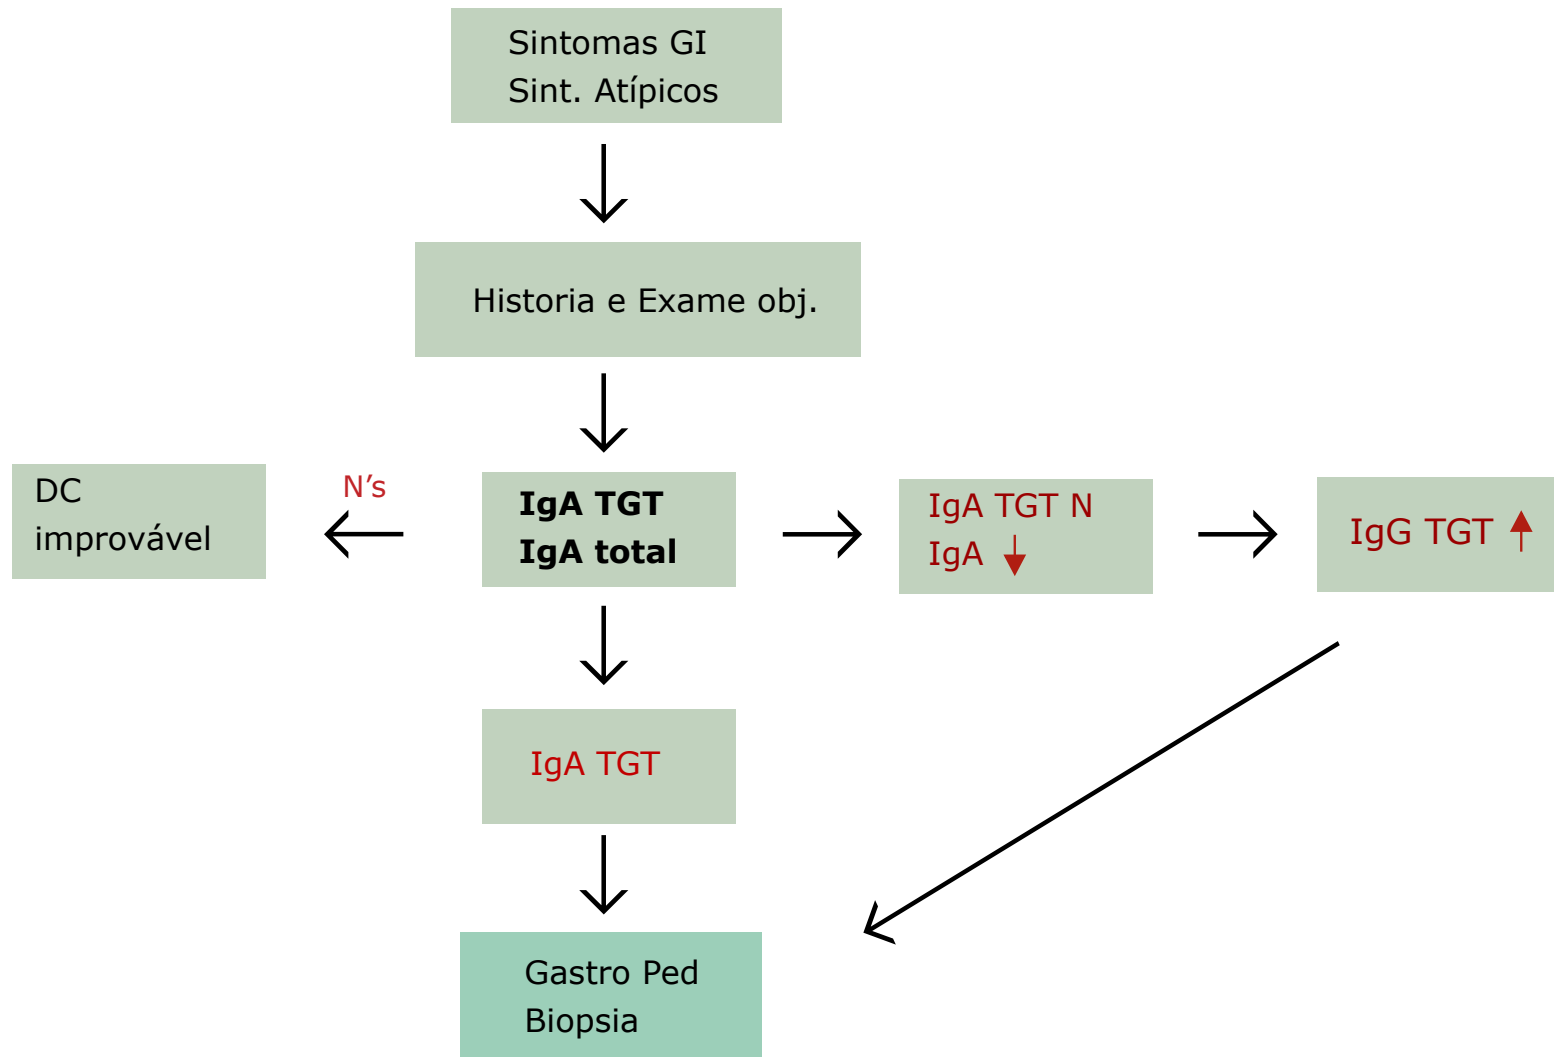 Sintomas GI
Sint. Atípicos
Historia e Exame obj.
DC
improvável
N’s
IgA TGT
IgA total
IgA TGT N
IgA
IgG TGT
IgA TGT
Gastro Ped
Biopsia